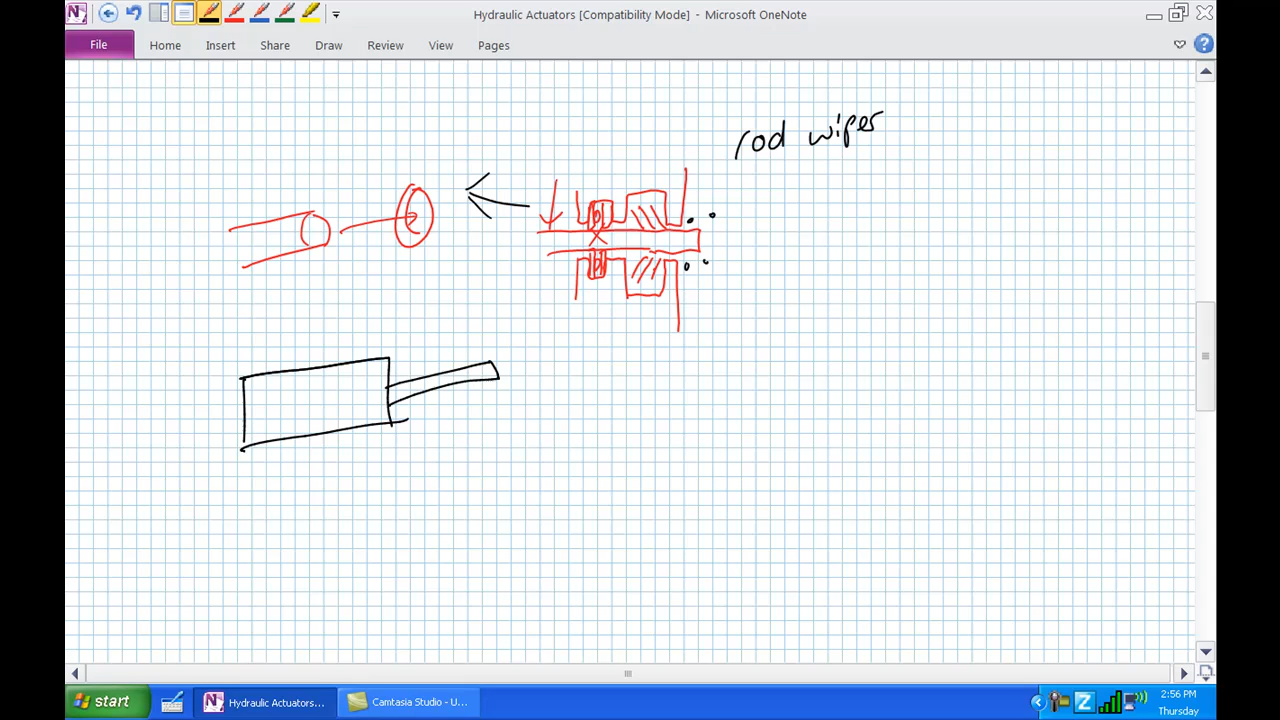 Hydraulic Actuators [Compatibility Mode] - Microsoft OneNote
File Home Insert Share Draw Review View Pages
rod wiper
start
Hydraulic Actuators...
Camtasia Studio - U...
2:56 PM
Thursday